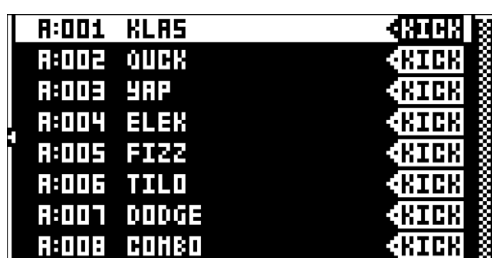 A:001 KLAS KICK
A:002 OUCH KICK
A:003 YAP KICK
A:004 ELEK KICK
A:005 FIZZ KICK
A:006 TILO KICK
A:007 DODGE KICK
A:008 COMBO KICK